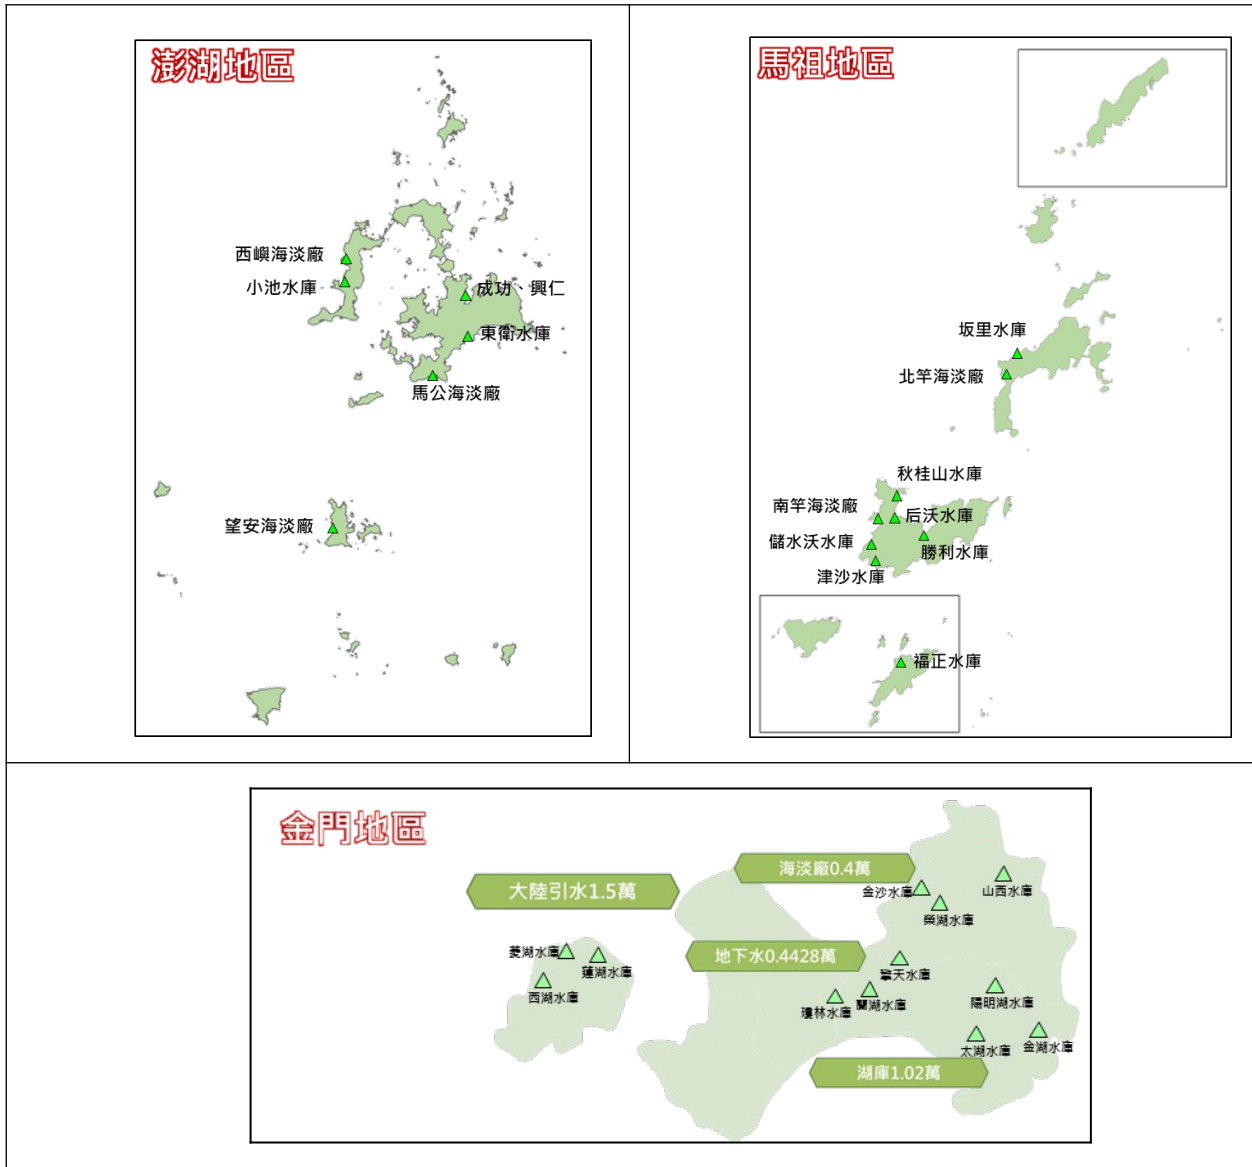 澎湖地區
西嶼海淡廠
小池水庫
成功、興仁
東衛水庫
馬公海淡廠
望安海淡廠
馬祖地區
坂里水庫
北竿海淡廠
秋桂山水庫
南竿海淡廠
后沃水庫
儲水沃水庫
勝利水庫
津沙水庫
福正水庫
金門地區
海淡廠0.4萬
大陸引水1.5萬
金沙水庫
山西水庫
榮湖水庫
菱湖水庫
蓮湖水庫
西湖水庫
地下水0.4428萬
擎天水庫
蘭湖水庫
瓊林水庫
陽明湖水庫
太湖水庫
金湖水庫
湖庫1.02萬